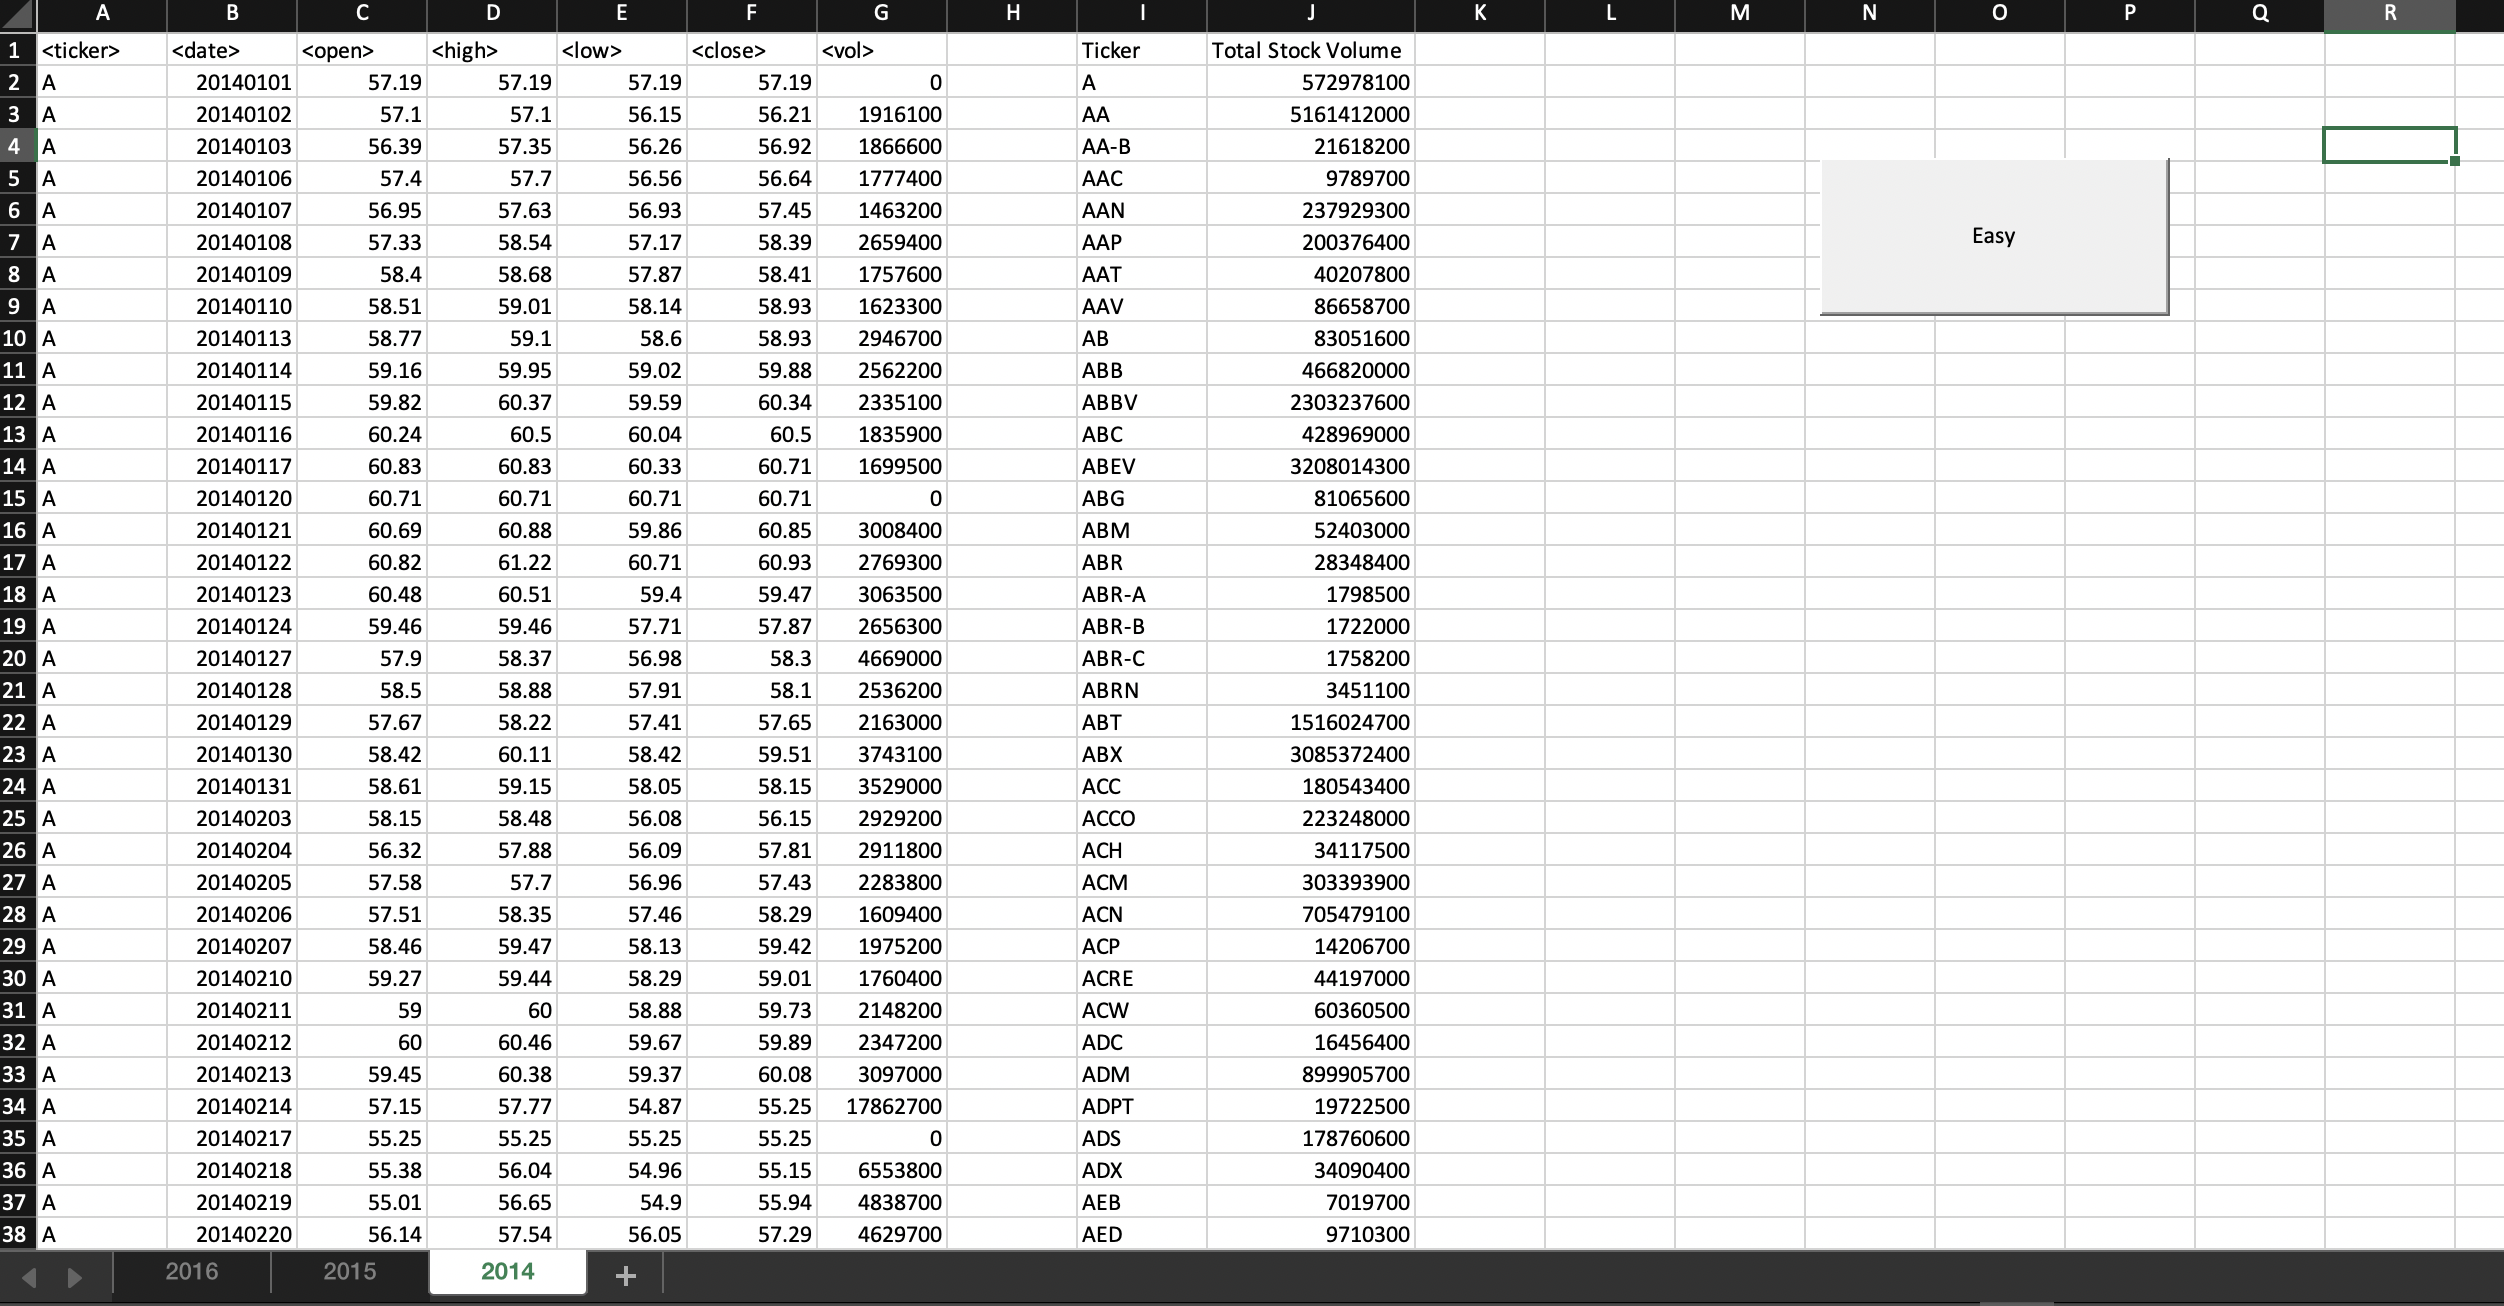 A B C D E F G H I J K L M N O P Q R
1 <ticker> <date> <open> <high> <low> <close> <vol> Ticker Total Stock Volume
2 A 20140101 57.19 57.19 57.19 57.19 0 A 572978100
3 A 20140102 57.1 57.1 56.15 56.21 1916100 AA 5161412000
4 A 20140103 56.39 57.35 56.26 56.92 1866600 AA-B 21618200
5 A 20140106 57.4 57.7 56.56 56.64 1777400 AAC 9789700
6 A 20140107 56.95 57.63 56.93 57.45 1463200 AAN 237929300
7 A 20140108 57.33 58.54 57.17 58.39 2659400 AAP 200376400 Easy
8 A 20140109 58.4 58.68 57.87 58.41 1757600 AAT 40207800
9 A 20140110 58.51 59.01 58.14 58.93 1623300 AAV 86658700
10 A 20140113 58.77 59.1 58.6 58.93 2946700 AB 83051600
11 A 20140114 59.16 59.95 59.02 59.88 2562200 ABB 466820000
12 A 20140115 59.82 60.37 59.59 60.34 2335100 ABBV 2303237600
13 A 20140116 60.24 60.5 60.04 60.5 1835900 ABC 428969000
14 A 20140117 60.83 60.83 60.33 60.71 1699500 ABEV 3208014300
15 A 20140120 60.71 60.71 60.71 60.71 0 ABG 81065600
16 A 20140121 60.69 60.88 59.86 60.85 3008400 ABM 52403000
17 A 20140122 60.82 61.22 60.71 60.93 2769300 ABR 28348400
18 A 20140123 60.48 60.51 59.4 59.47 3063500 ABR-A 1798500
19 A 20140124 59.46 59.46 57.71 57.87 2656300 ABR-B 1722000
20 A 20140127 57.9 58.37 56.98 58.3 4669000 ABR-C 1758200
21 A 20140128 58.5 58.88 57.91 58.1 2536200 ABRN 3451100
22 A 20140129 57.67 58.22 57.41 57.65 2163000 ABT 1516024700
23 A 20140130 58.42 60.11 58.42 59.51 3743100 ABX 3085372400
24 A 20140131 58.61 59.15 58.05 58.15 3529000 ACC 180543400
25 A 20140203 58.15 58.48 56.08 56.15 2929200 ACCO 223248000
26 A 20140204 56.32 57.88 56.09 57.81 2911800 ACH 34117500
27 A 20140205 57.58 57.7 56.96 57.43 2283800 ACM 303393900
28 A 20140206 57.51 58.35 57.46 58.29 1609400 ACN 705479100
29 A 20140207 58.46 59.47 58.13 59.42 1975200 ACP 14206700
30 A 20140210 59.27 59.44 58.29 59.01 1760400 ACRE 44197000
31 A 20140211 59 60 58.88 59.73 2148200 ACW 60360500
32 A 20140212 60 60.46 59.67 59.89 2347200 ADC 16456400
33 A 20140213 59.45 60.38 59.37 60.08 3097000 ADM 899905700
34 A 20140214 57.15 57.77 54.87 55.25 17862700 ADPT 19722500
35 A 20140217 55.25 55.25 55.25 55.25 0 ADS 178760600
36 A 20140218 55.38 56.04 54.96 55.15 6553800 ADX 34090400
37 A 20140219 55.01 56.65 54.9 55.94 4838700 AEB 7019700
38 A 20140220 56.14 57.54 56.05 57.29 4629700 AED 9710300
2016 2015 2014 +